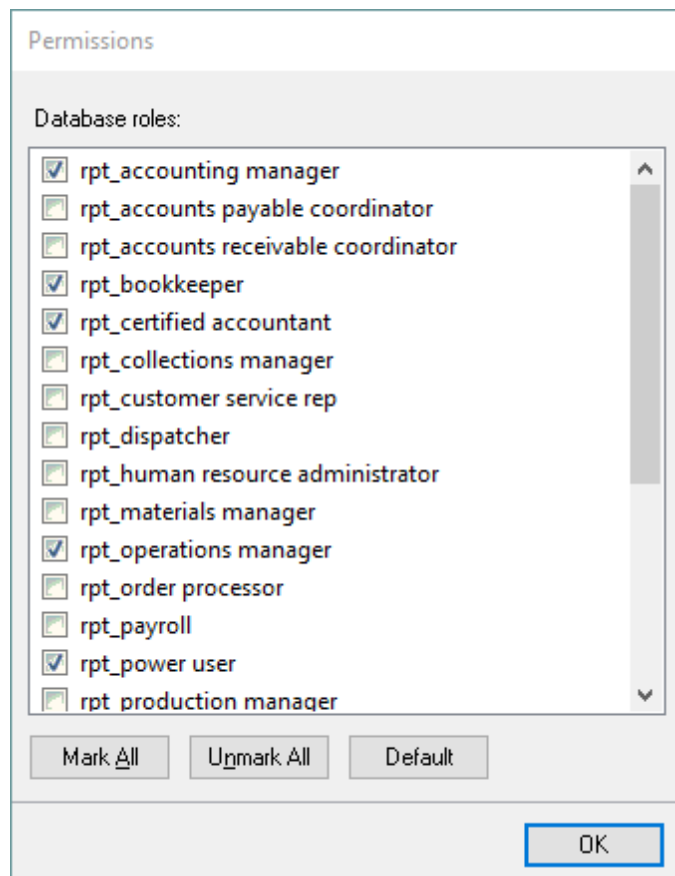 Permissions
Database roles:
rpt_accounting manager
rpt_accounts payable coordinator
rpt_accounts receivable coordinator
rpt_bookkeeper
rpt_certified accountant
rpt_collections manager
rpt_customer service rep
rpt_dispatcher
rpt_human resource administrator
rpt_materials manager
rpt_operations manager
rpt_order processor
rpt_payroll
rpt_power user
rpt_production manager
Mark All Unmark All Default
OK